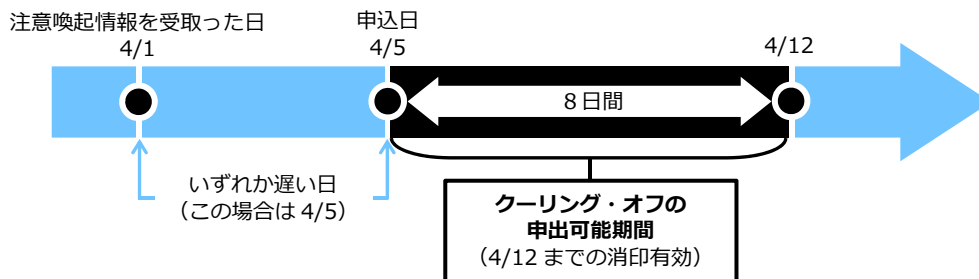 注意喚起情報を受取った日
4/1
申込日
4/5
4/12
8日間
いずれか遅い日
（この場合は 4/5）
クーリング・オフの
申出可能期間
（4/12 までの消印有効）